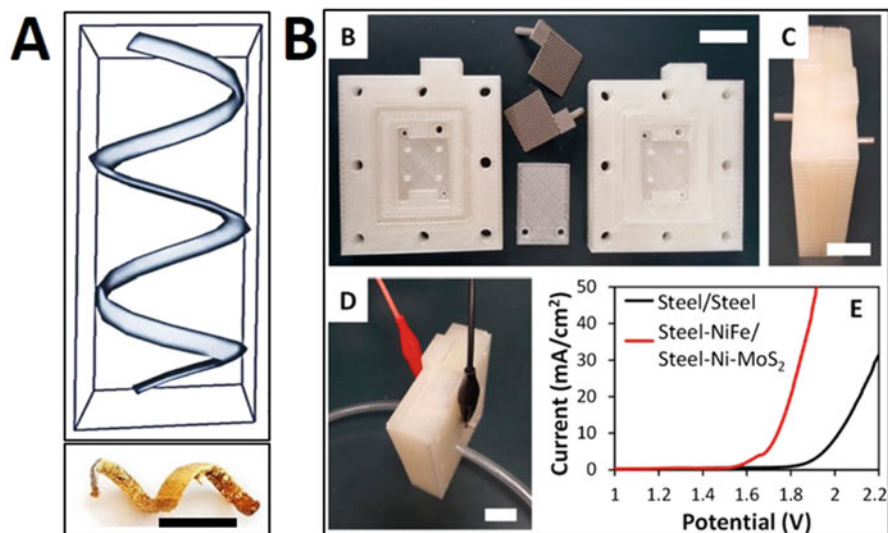 A
B
B
C
D
E
50
40
30
20
10
0
Current (mA/cm²)
Steel/Steel
Steel-NiFe/
Steel-Ni-MoS₂
1 1.2 1.4 1.6 1.8 2 2.2
Potential (V)